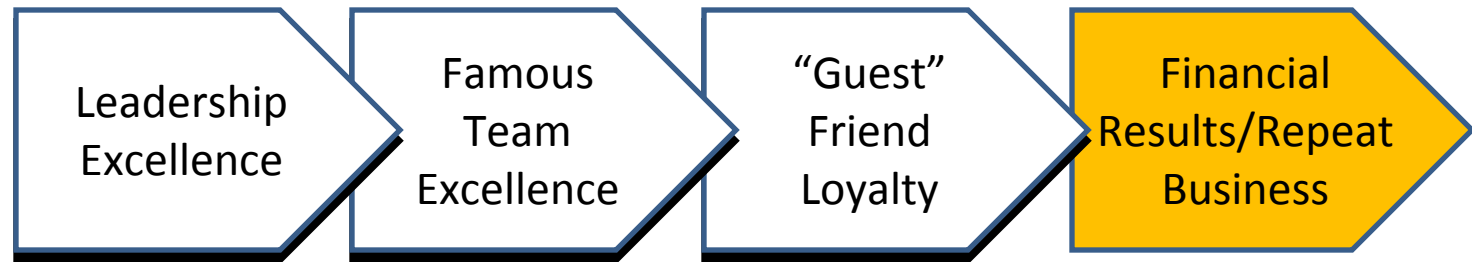 Leadership
Excellence
Famous
Team
Excellence
“Guest”
Friend
Loyalty
Financial
Results/Repeat
Business